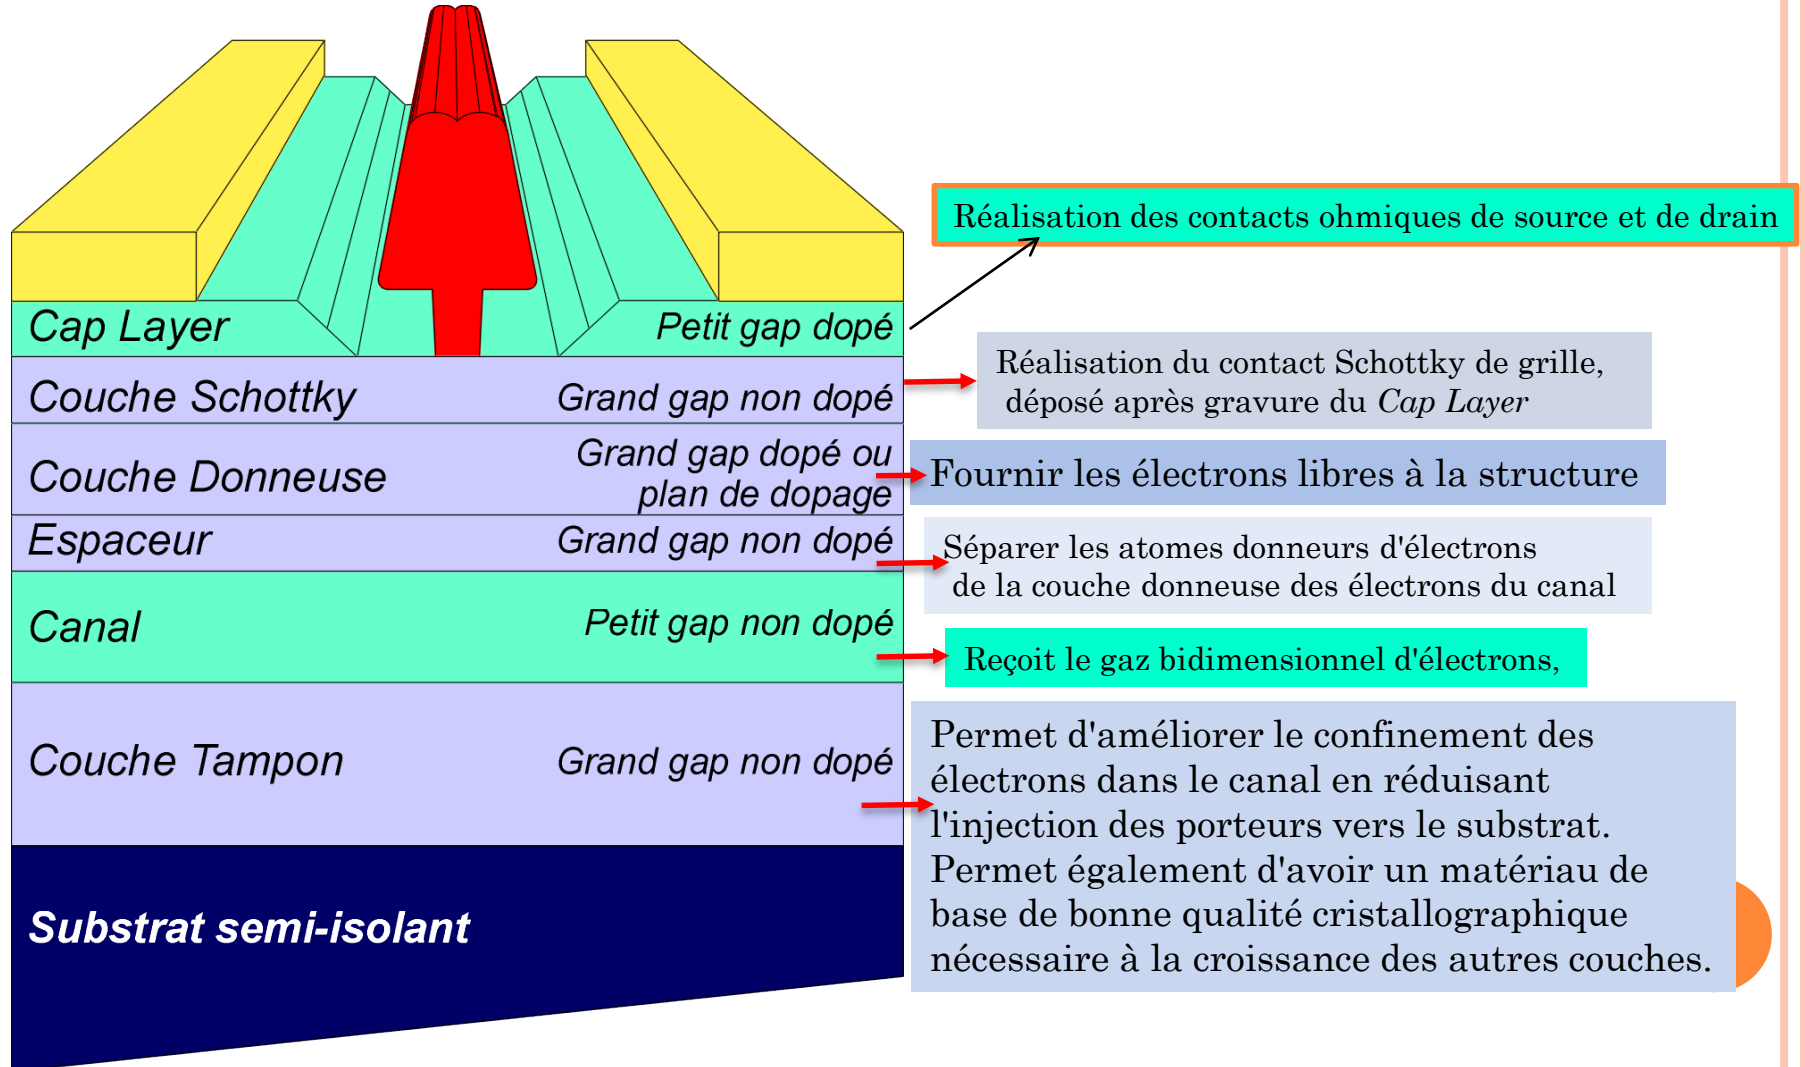 Réalisation des contacts ohmiques de source et de drain
Cap Layer
Petit gap dopé
Réalisation du contact Schottky de grille,
déposé après gravure du Cap Layer
Couche Schottky
Grand gap non dopé
Couche Donneuse
Grand gap dopé ou
plan de dopage
Fournir les électrons libres à la structure
Espaceur
Grand gap non dopé
Séparer les atomes donneurs d'électrons
de la couche donneuse des électrons du canal
Canal
Petit gap non dopé
Reçoit le gaz bidimensionnel d'électrons,
Couche Tampon
Grand gap non dopé
Permet d'améliorer le confinement des
électrons dans le canal en réduisant
l'injection des porteurs vers le substrat.
Permet également d'avoir un matériau de
base de bonne qualité cristallographique
nécessaire à la croissance des autres couches.
Substrat semi-isolant